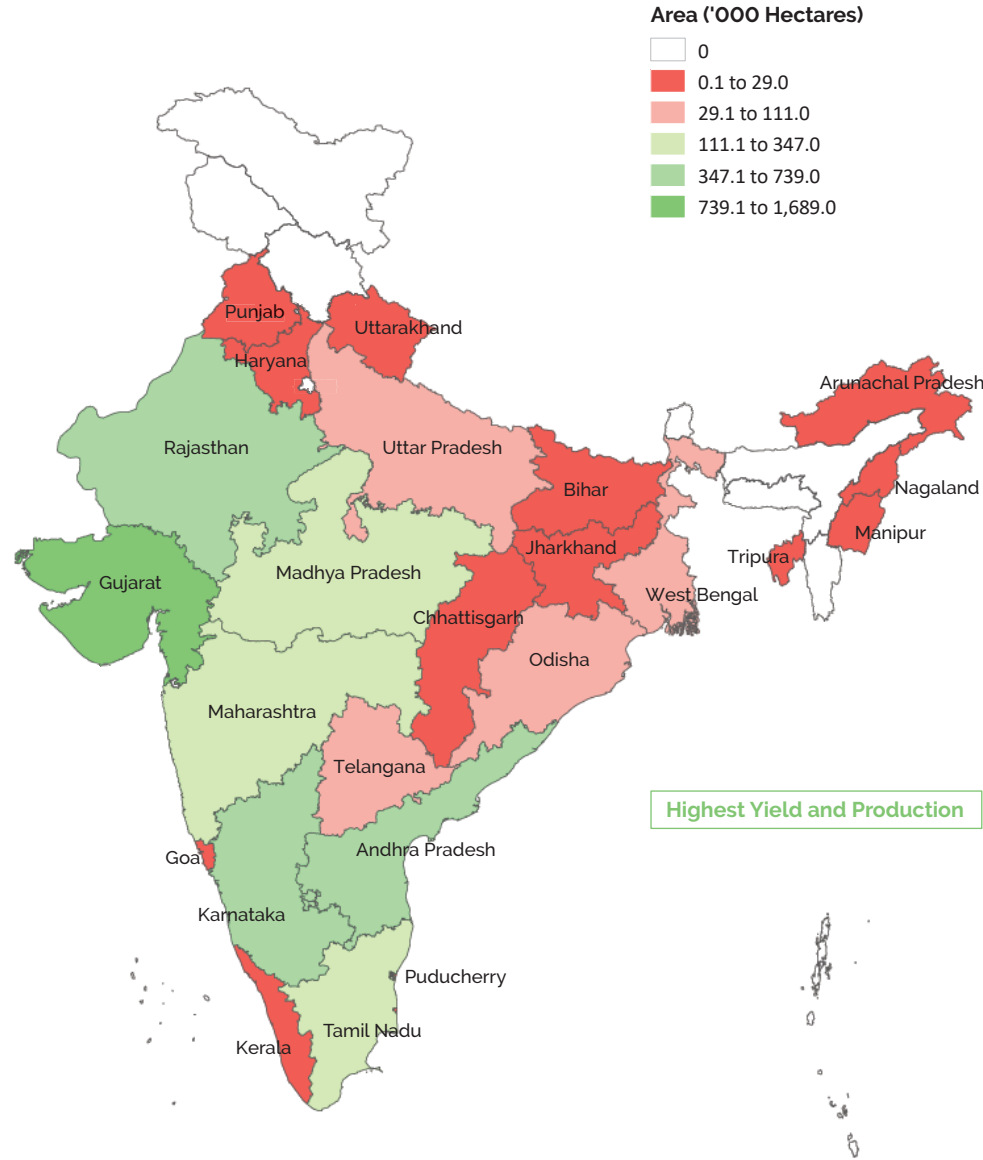 Area ('000 Hectares)
0
0.1 to 29.0
29.1 to 111.0
111.1 to 347.0
347.1 to 739.0
739.1 to 1,689.0
Punjab
Uttarakhand
Haryana
Arunachal Pradesh
Rajasthan
Uttar Pradesh
Bihar
Nagaland
Manipur
Jharkhand
Tripura
Madhya Pradesh
Gujarat
West Bengal
Chhattisgarh
Odisha
Maharashtra
Telangana
Highest Yield and Production
Andhra Pradesh
Goa
Karnataka
Puducherry
Tamil Nadu
Kerala